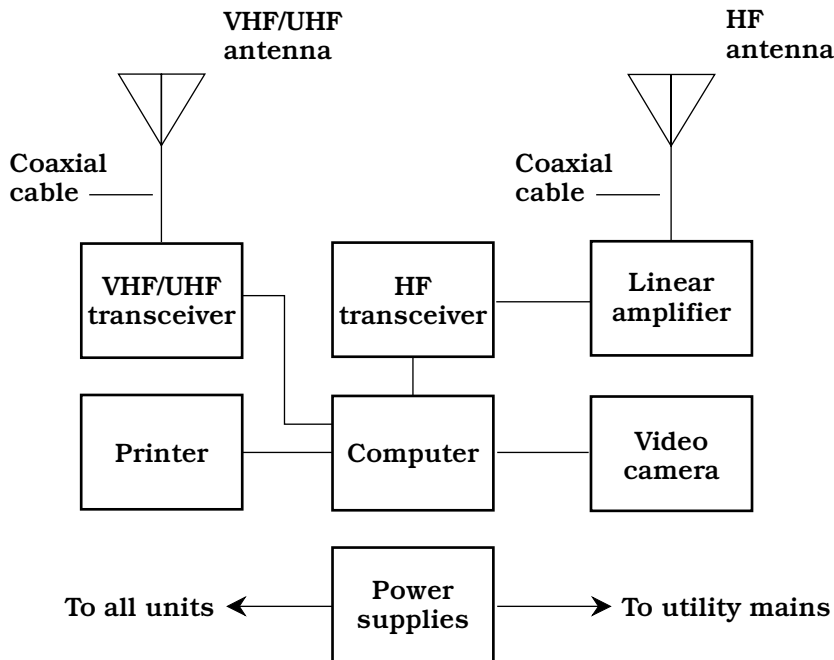 VHF/UHF
antenna
HF
antenna
Coaxial
cable
Coaxial
cable
VHF/UHF
transceiver
HF
transceiver
Linear
amplifier
Printer
Computer
Video
camera
To all units
Power
supplies
To utility mains